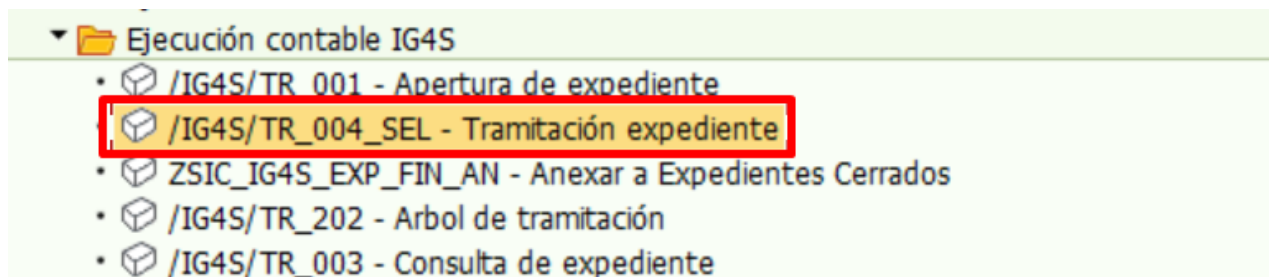 Ejecución contable IG4S
/IG4S/TR_001 - Apertura de expediente
/IG4S/TR_004_SEL - Tramitación expediente
ZSIC_IG4S_EXP_FIN_AN - Anexar a Expedientes Cerrados
/IG4S/TR_202 - Arbol de tramitación
/IG4S/TR_003 - Consulta de expediente